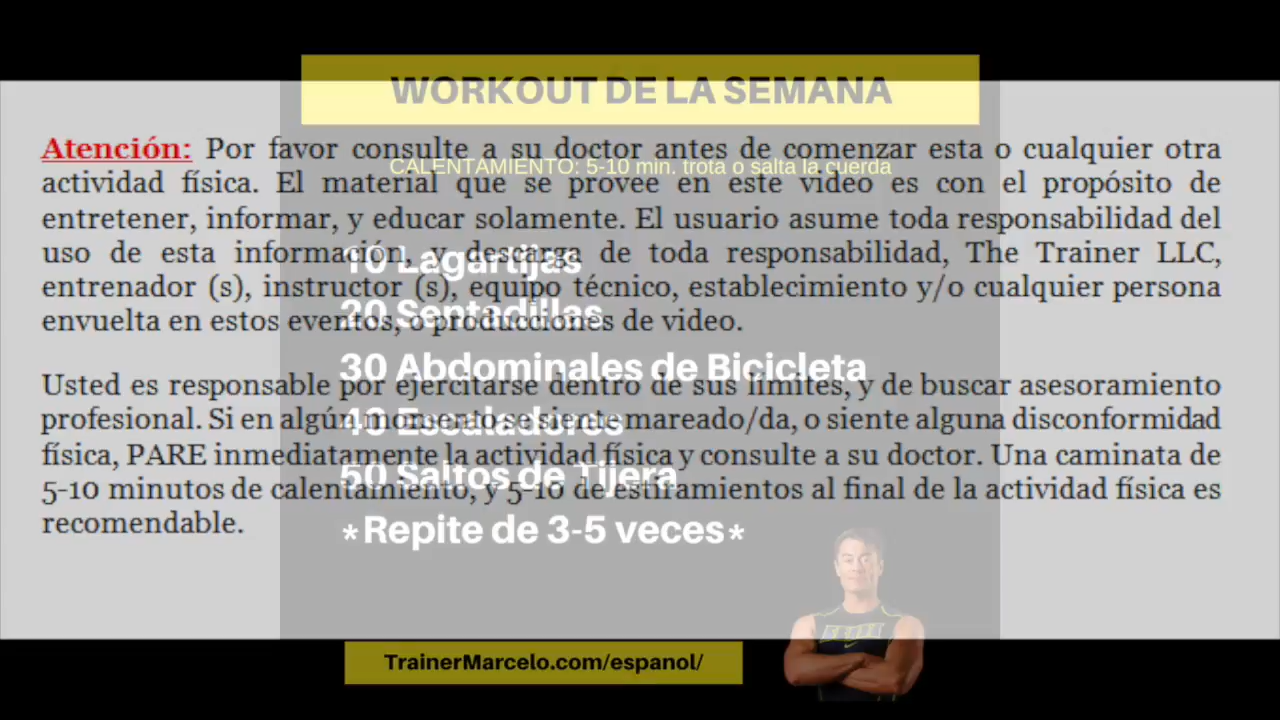 WORKOUT DE LA SEMANA
CALENTAMIENTO: 5-10 min. trota o salta la cuerda
10 Lagartijas
20 Sentadillas
30 Abdominales de Bicicleta
40 Escaladores
50 Saltos de Tijera
*Repite de 3-5 veces*
TrainerMarcelo.com/espanol/
Atención: Por favor consulte a su doctor antes de comenzar esta o cualquier otra
actividad física. El material que se provee en este video es con el propósito de
entretener, informar, y educar solamente. El usuario asume toda responsabilidad del
uso de esta información, y descarga de toda responsabilidad, The Trainer LLC,
entrenador (s), instructor (s), equipo técnico, establecimiento y/o cualquier persona
envuelta en estos eventos, o producciones de video.
Usted es responsable por ejercitarse dentro de sus límites, y de buscar asesoramiento
profesional. Si en algún momento se siente mareado/da, o siente alguna disconformidad
física, PARE inmediatamente la actividad física y consulte a su doctor. Una caminata de
5-10 minutos de calentamiento, y 5-10 de estiramientos al final de la actividad física es
recomendable.